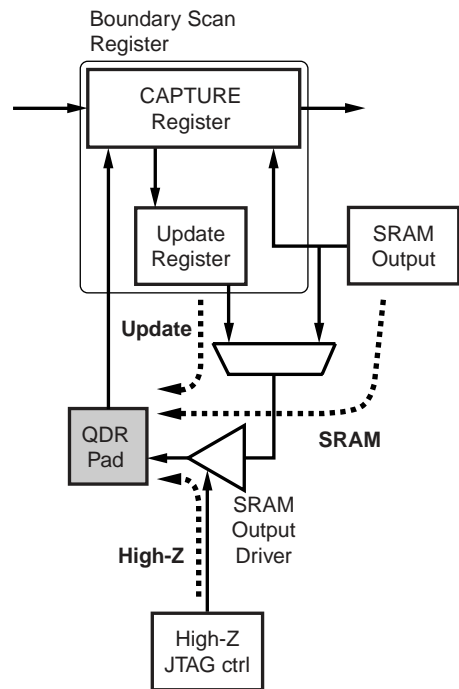 Boundary Scan
Register
CAPTURE
Register
Update
Register
SRAM
Output
Update
SRAM
QDR
Pad
SRAM
Output
Driver
High-Z
High-Z
JTAG ctrl